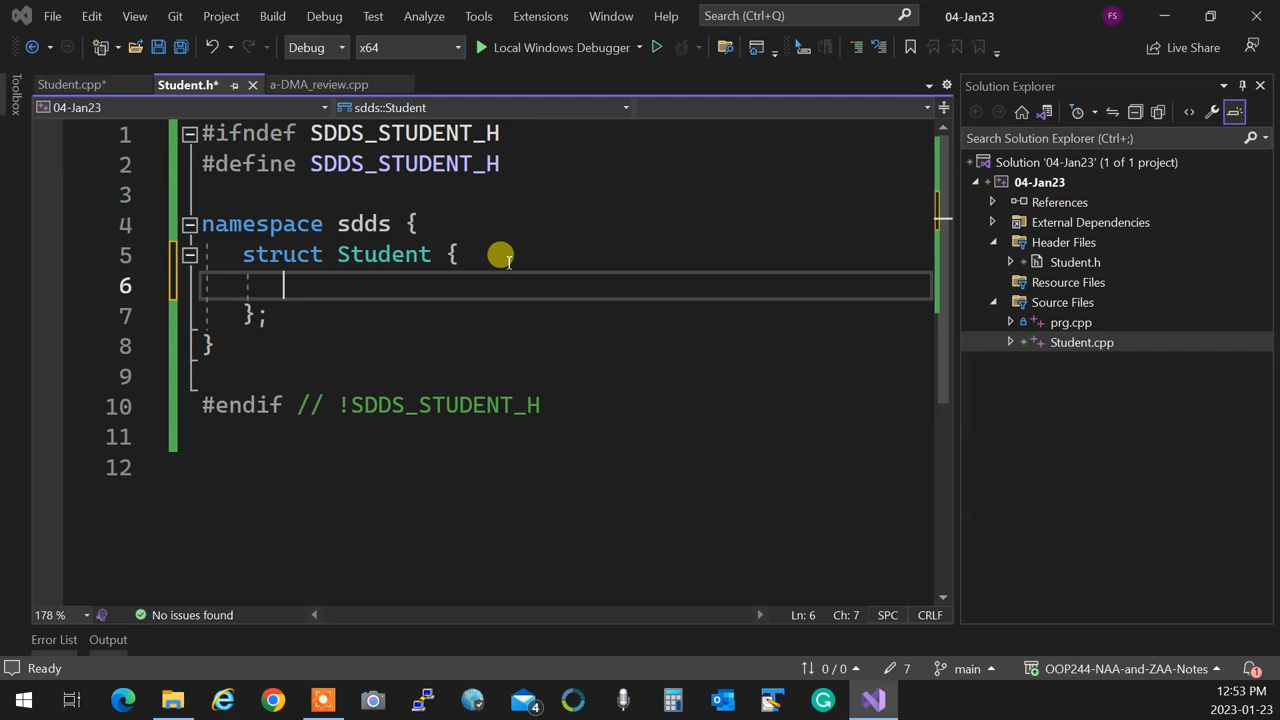 File Edit View Git Project Build Debug Test Analyze Tools Extensions Window Help Search (Ctrl+Q) 04-Jan23 FS
Debug x64 Local Windows Debugger Live Share
Toolbox
Student.cpp* Student.h* a-DMA_review.cpp
04-Jan23 sdds::Student
1 #ifndef SDDS_STUDENT_H
2 #define SDDS_STUDENT_H
3
4 namespace sdds {
5 struct Student {
6
7 };
8 }
9
10 #endif // !SDDS_STUDENT_H
11
12
178 % No issues found Ln: 6 Ch: 7 SPC CRLF
Solution Explorer
Search Solution Explorer (Ctrl+;)
Solution '04-Jan23' (1 of 1 project)
04-Jan23
References
External Dependencies
Header Files
Student.h
Resource Files
Source Files
prg.cpp
Student.cpp
Error List Output
Ready 0 / 0 7 main OOP244-NAA-and-ZAA-Notes 1
4
12:53 PM
2023-01-23